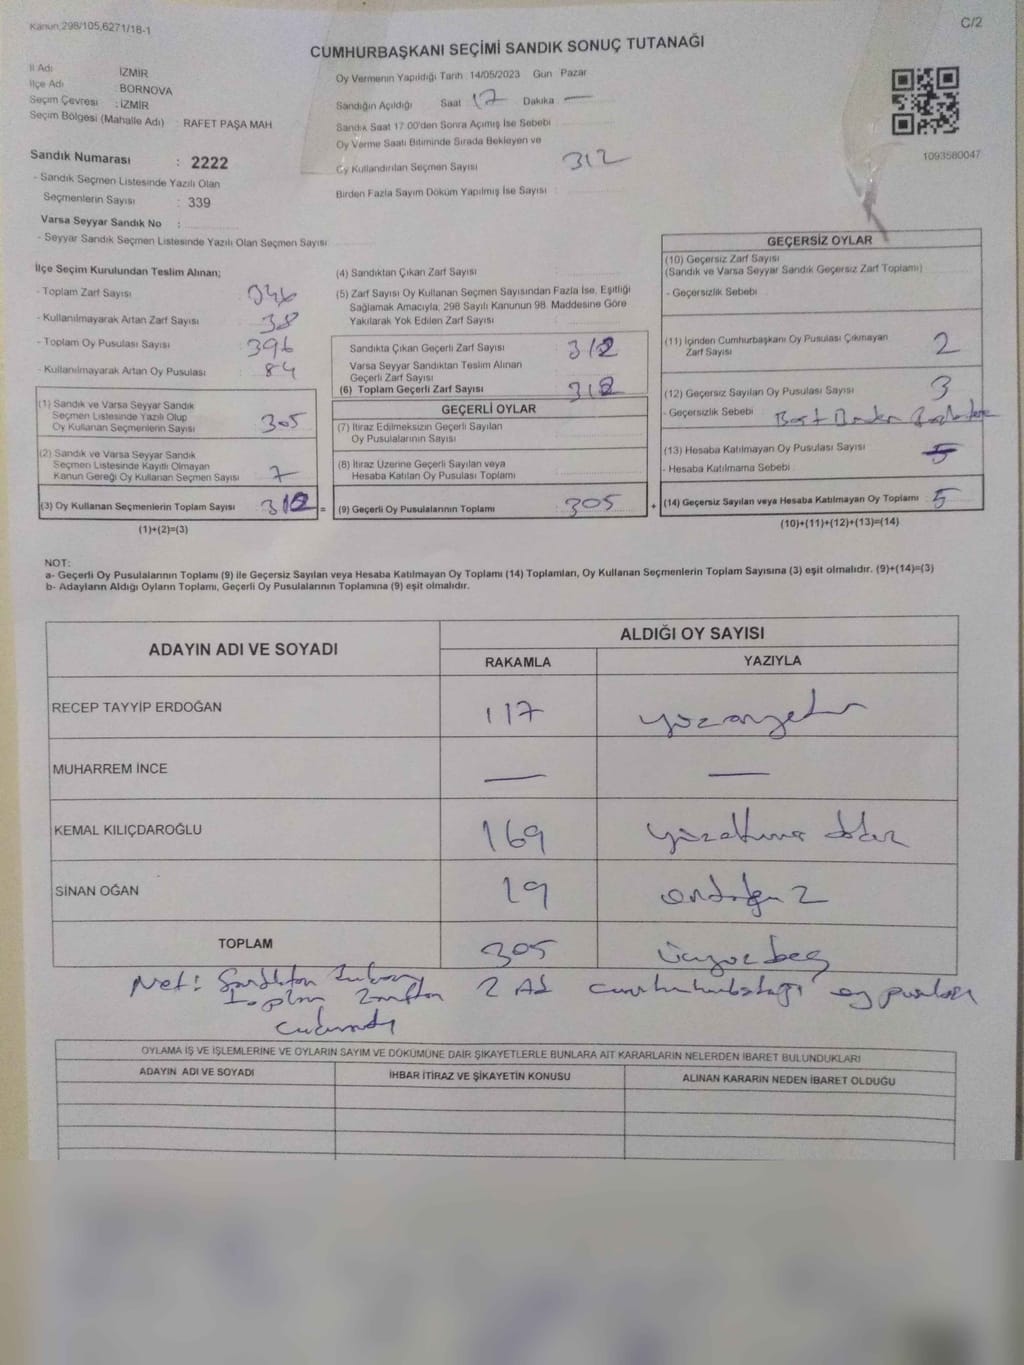 Kanun,298/105,6271/18-1
C/2
CUMHURBAŞKANI SEÇİMİ SANDIK SONUÇ TUTANAĞI
İl Adı İZMİR
İlçe Adı BORNOVA
Seçim Çevresi : İZMİR
Seçim Bölgesi (Mahalle Adı) RAFET PAŞA MAH
Sandık Numarası : 2222
- Sandık Seçmen Listesinde Yazılı Olan
Seçmenlerin Sayısı : 339
Varsa Seyyar Sandık No :
- Seyyar Sandık Seçmen Listesinde Yazılı Olan Seçmen Sayısı
Oy Vermenin Yapıldığı Tarih 14/05/2023 Gün Pazar
Sandığın Açıldığı Saat 17 Dakika —
Sandık Saat 17.00'den Sonra Açımış İse Sebebi
Oy Verme Saati Bitiminde Sırada Bekleyen ve
Oy Kullandırılan Seçmen Sayısı 312
Birden Fazla Sayım Döküm Yapılmış İse Sayısı
1093580047
İlçe Seçim Kurulundan Teslim Alınan;
- Toplam Zarf Sayısı
- Kullanılmayarak Artan Zarf Sayısı 38
- Toplam Oy Pusulası Sayısı 396
- Kullanılmayarak Artan Oy Pusulası 84
(1) Sandık ve Varsa Seyyar Sandık
Seçmen Listesinde Yazılı Olup
Oy Kullanan Seçmenlerin Sayısı 305
(2) Sandık ve Varsa Seyyar Sandık
Seçmen Listesinde Kayıtlı Olmayan
Kanun Gereği Oy Kullanan Seçmen Sayısı 7
(3) Oy Kullanan Seçmenlerin Toplam Sayısı 312 =
(1)+(2)=(3)
(4) Sandıktan Çıkan Zarf Sayısı
(5) Zarf Sayısı Oy Kullanan Seçmen Sayısından Fazla İse, Eşitliği
Sağlamak Amacıyla, 298 Sayılı Kanunun 98. Maddesine Göre
Yakılarak Yok Edilen Zarf Sayısı
Sandıkta Çıkan Geçerli Zarf Sayısı 312
Varsa Seyyar Sandıktan Teslim Alınan
Geçerli Zarf Sayısı
(6) Toplam Geçerli Zarf Sayısı 312
GEÇERLİ OYLAR
(7) İtiraz Edilmeksizin Geçerli Sayılan
Oy Pusulalarının Sayısı
(8) İtiraz Üzerine Geçerli Sayılan veya
Hesaba Katılan Oy Pusulası Toplamı
(9) Geçerli Oy Pusulalarının Toplamı 305 +
GEÇERSİZ OYLAR
(10) Geçersiz Zarf Sayısı
(Sandık ve Varsa Seyyar Sandık Geçersiz Zarf Toplamı)
- Geçersizlik Sebebi
(11) İçinden Cumhurbaşkanı Oy Pusulası Çıkmayan
Zarf Sayısı 2
(12) Geçersiz Sayılan Oy Pusulası Sayısı 3
- Geçersizlik Sebebi
(13) Hesaba Katılmayan Oy Pusulası Sayısı 5
- Hesaba Katılmama Sebebi
(14) Geçersiz Sayılan veya Hesaba Katılmayan Oy Toplamı 5
(10)+(11)+(12)+(13)=(14)
NOT:
a- Geçerli Oy Pusulalarının Toplamı (9) ile Geçersiz Sayılan veya Hesaba Katılmayan Oy Toplamı (14) Toplamları, Oy Kullanan Seçmenlerin Toplam Sayısına (3) eşit olmalıdır. (9)+(14)=(3)
b- Adayların Aldığı Oyların Toplamı, Geçerli Oy Pusulalarının Toplamına (9) eşit olmalıdır.
ADAYIN ADI VE SOYADI ALDIĞI OY SAYISI
RAKAMLA YAZIYLA
RECEP TAYYİP ERDOĞAN 117 yüzonyedi
MUHARREM İNCE — —
KEMAL KILIÇDAROĞLU 169 yüzaltmış dokuz
SİNAN OĞAN 19 ondokuz
TOPLAM 305 üçyüzbeş
Not: 2 Ad cumhurbaşkanı oy pusulası
Toplam Zarftan
OYLAMA İŞ VE İŞLEMLERİNE VE OYLARIN SAYIM VE DÖKÜMÜNE DAİR ŞİKAYETLERLE BUNLARA AİT KARARLARIN NELERDEN İBARET BULUNDUKLARI
ADAYIN ADI VE SOYADI İHBAR İTİRAZ VE ŞİKAYETİN KONUSU ALINAN KARARIN NEDEN İBARET OLDUĞU